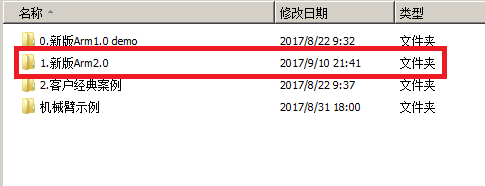 名称 修改日期 类型
0.新版Arm1.0 demo 2017/8/22 9:32 文件夹
1.新版Arm2.0 2017/9/10 21:41 文件夹
2.客户经典案例 2017/8/22 9:37 文件夹
机械臂示例 2017/8/31 18:00 文件夹